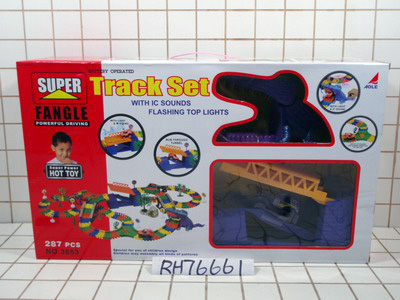 SUPER
FANGLE
POWERFUL DRIVING
BATTERY OPERATED
Track Set
WITH IC SOUNDS
FLASHING TOP LIGHTS
AOLE
Super Power
HOT TOY
287 PCS
RH76661